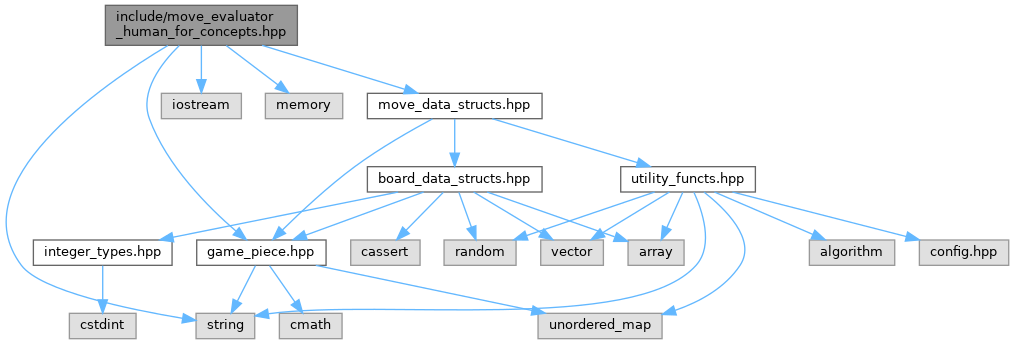 include/move_evaluator
_human_for_concepts.hpp
iostream
memory
move_data_structs.hpp
board_data_structs.hpp
utility_functs.hpp
integer_types.hpp
game_piece.hpp
cassert
random
vector
array
algorithm
config.hpp
cstdint
string
cmath
unordered_map